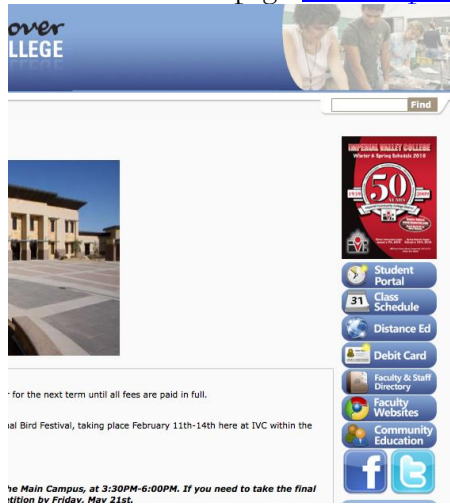 over
LLEGE
Find
IMPERIAL VALLEY COLLEGE
Winter & Spring Schedule 2010
50
YEARS
1959
2009
IVC
Student
Portal
31 Class
Schedule
Distance Ed
Debit Card
Faculty & Staff
Directory
Faculty
Websites
Community
Education
r for the next term until all fees are paid in full.
al Bird Festival, taking place February 11th-14th here at IVC within the
he Main Campus, at 3:30PM-6:00PM. If you need to take the final
etition by Friday, May 21st.